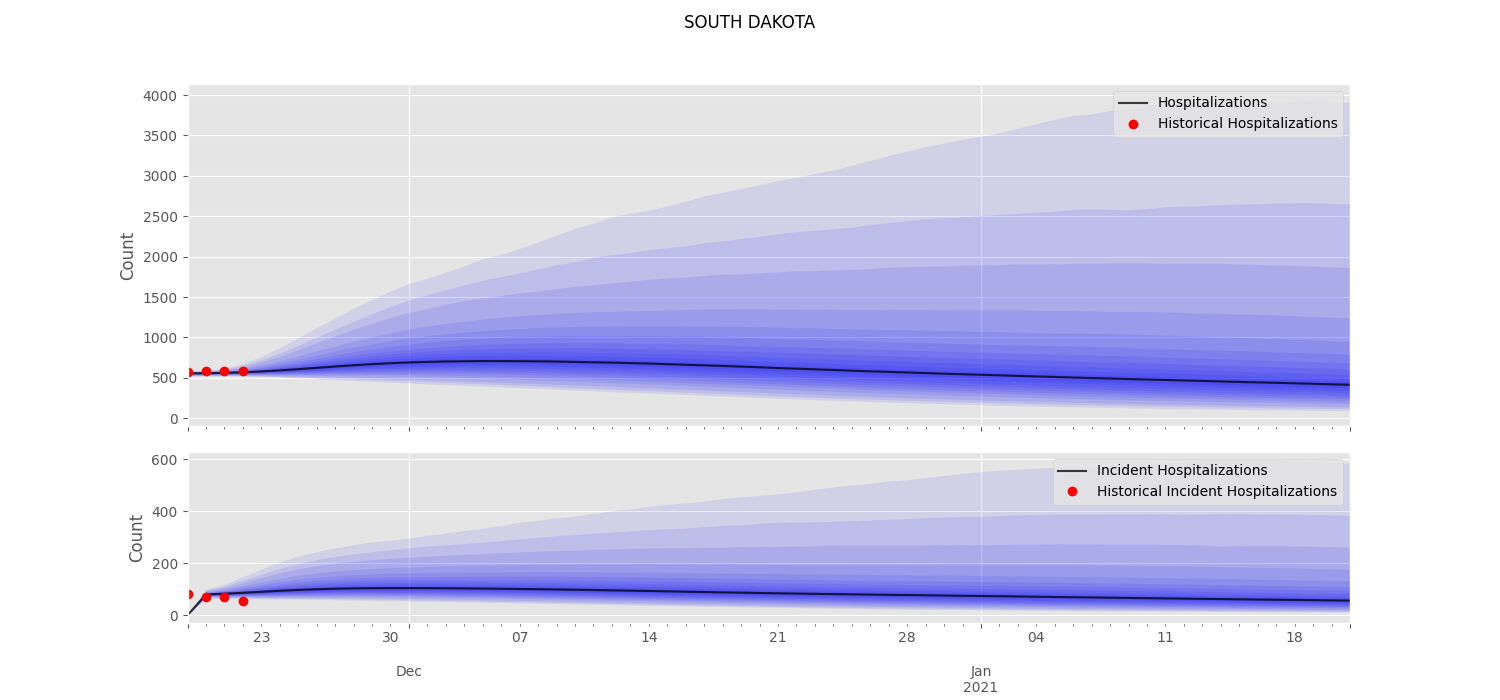 SOUTH DAKOTA
4000
3500
3000
2500
2000
1500
1000
500
0
Count
Hospitalizations
Historical Hospitalizations
600
400
200
0
Count
Incident Hospitalizations
Historical Incident Hospitalizations
23 30 07 14 21 28 04 11 18
Dec Jan
2021